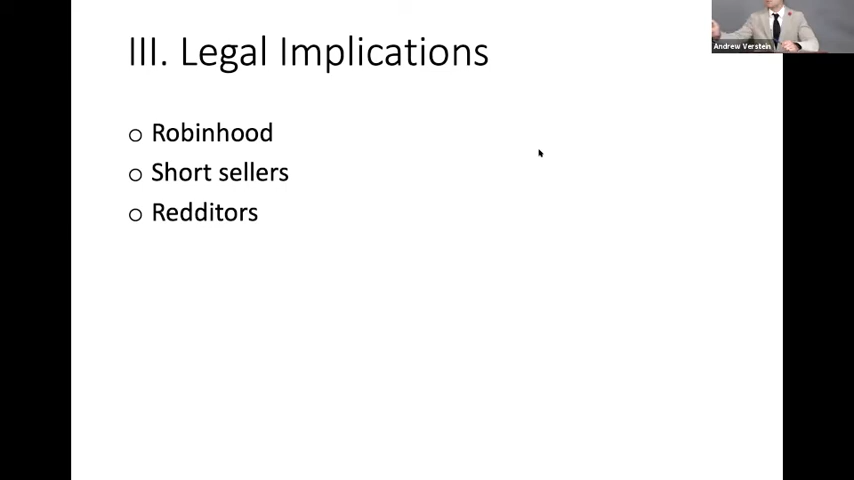 III. Legal Implications
Andrew Verstein
o Robinhood
o Short sellers
o Redditors